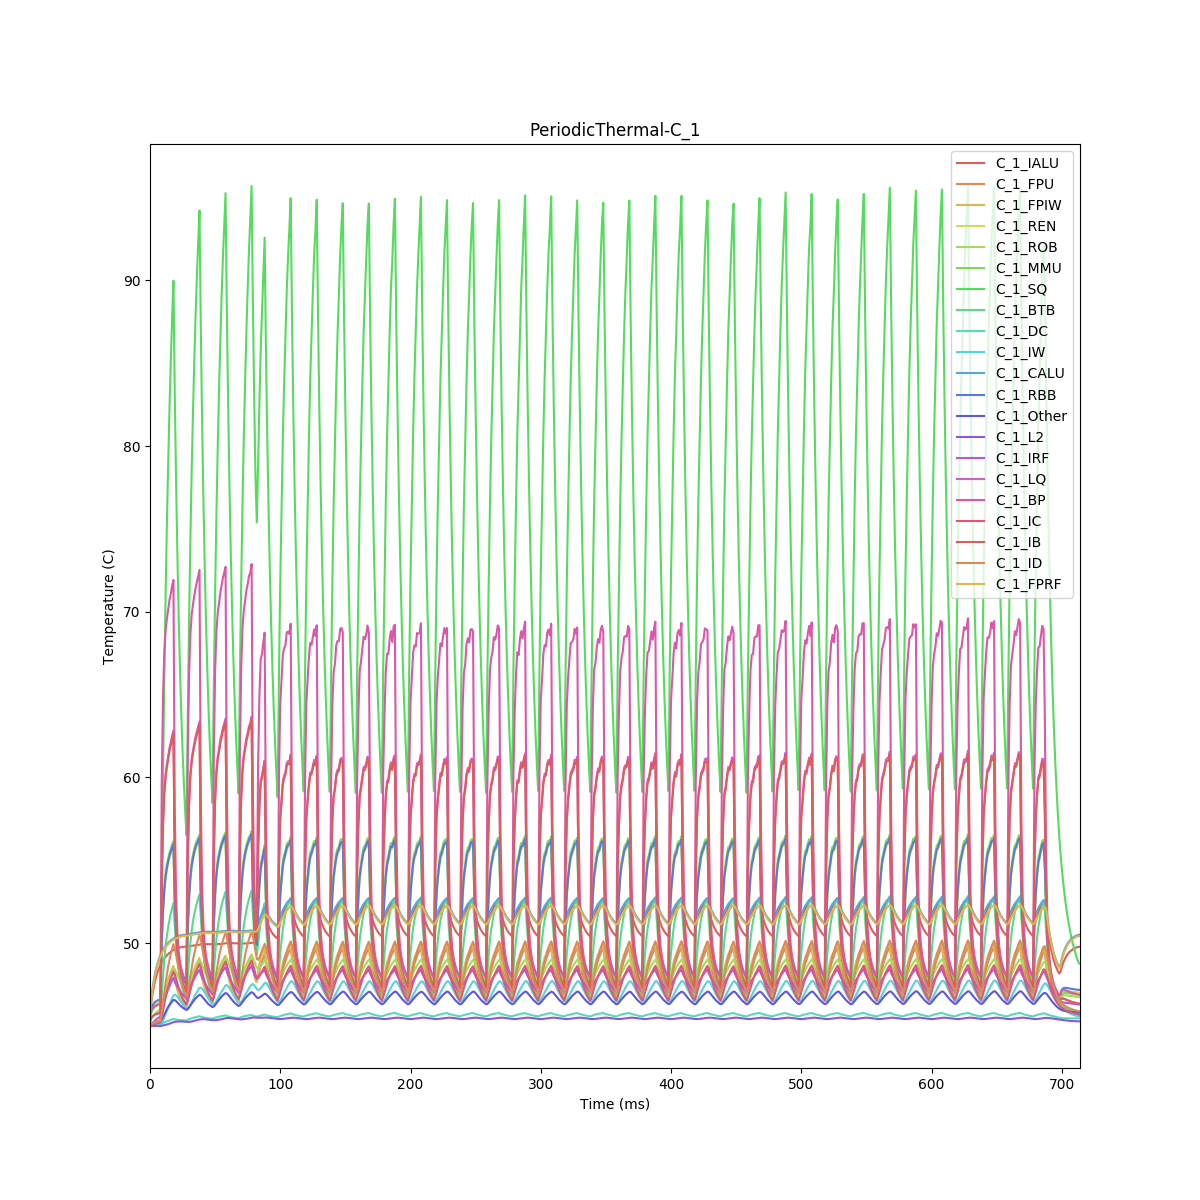 PeriodicThermal-C_1
C_1_IALU
C_1_FPU
C_1_FPIW
C_1_REN
C_1_ROB
C_1_MMU
C_1_SQ
C_1_BTB
C_1_DC
C_1_IW
C_1_CALU
C_1_RBB
C_1_Other
C_1_L2
C_1_IRF
C_1_LQ
C_1_BP
C_1_IC
C_1_IB
C_1_ID
C_1_FPRF
90
80
70
60
50
Temperature (C)
0 100 200 300 400 500 600 700
Time (ms)